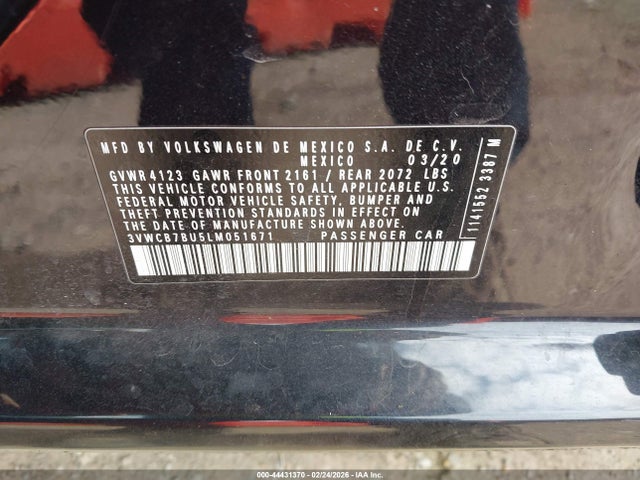 MFD BY VOLKSWAGEN DE MEXICO S.A. DE C.V.
MEXICO 03/20
GVWR 4123 GAWR FRONT 2161 / REAR 2072 LBS
THIS VEHICLE CONFORMS TO ALL APPLICABLE U.S.
FEDERAL MOTOR VEHICLE SAFETY, BUMPER AND
THEFT PREVENTION STANDARDS IN EFFECT ON
THE DATE OF MANUFACTURE SHOWN ABOVE.
3VWCB7BU5LM051671 PASSENGER CAR
1141552 3387 M
000-44431370 - 02/24/2026 - IAA Inc.